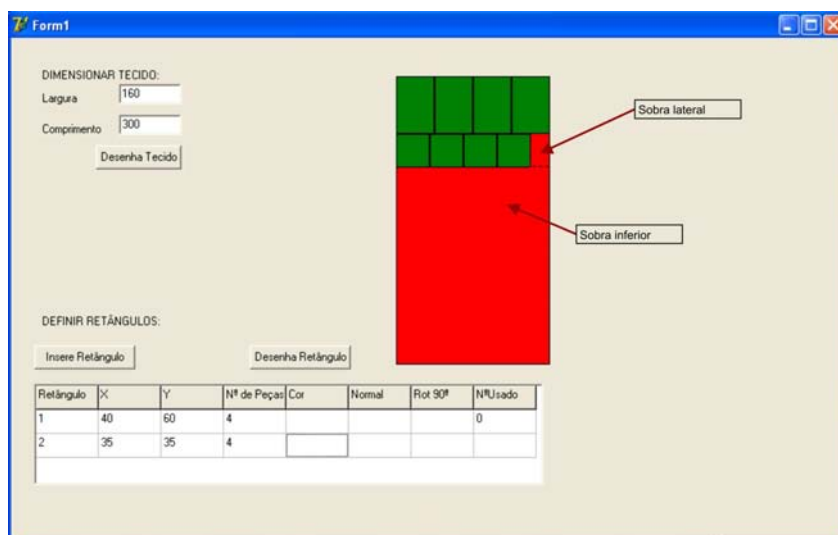 Form1
DIMENSIONAR TECIDO:
Largura 160
Comprimento 300
Desenha Tecido
Sobra lateral
Sobra inferior
DEFINIR RETÂNGULOS:
Insere Retângulo Desenha Retângulo
Retângulo X Y Nº de Peças Cor Normal Rot 90º NºUsado
1 40 60 4 0
2 35 35 4